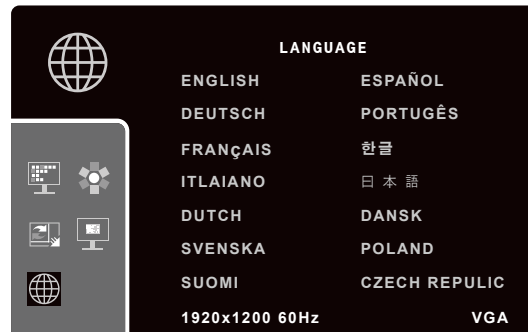 LANGUAGE
ENGLISH ESPAÑOL
DEUTSCH PORTUGÊS
FRANÇAIS 한글
ITLAIANO 日本語
DUTCH DANSK
SVENSKA POLAND
SUOMI CZECH REPULIC
1920x1200 60Hz VGA